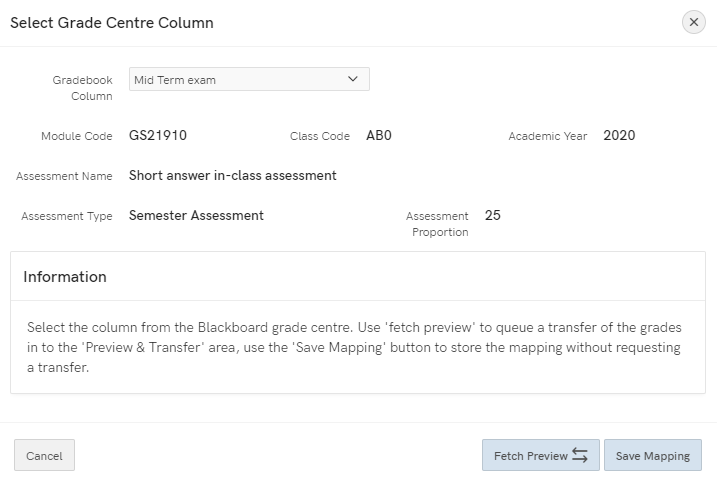 Select Grade Centre Column
Gradebook
Column
Mid Term exam
Module Code GS21910 Class Code AB0 Academic Year 2020
Assessment Name Short answer in-class assessment
Assessment Type Semester Assessment Assessment
Proportion 25
Information
Select the column from the Blackboard grade centre. Use 'fetch preview' to queue a transfer of the grades
in to the 'Preview & Transfer' area, use the 'Save Mapping' button to store the mapping without requesting
a transfer.
Cancel Fetch Preview Save Mapping